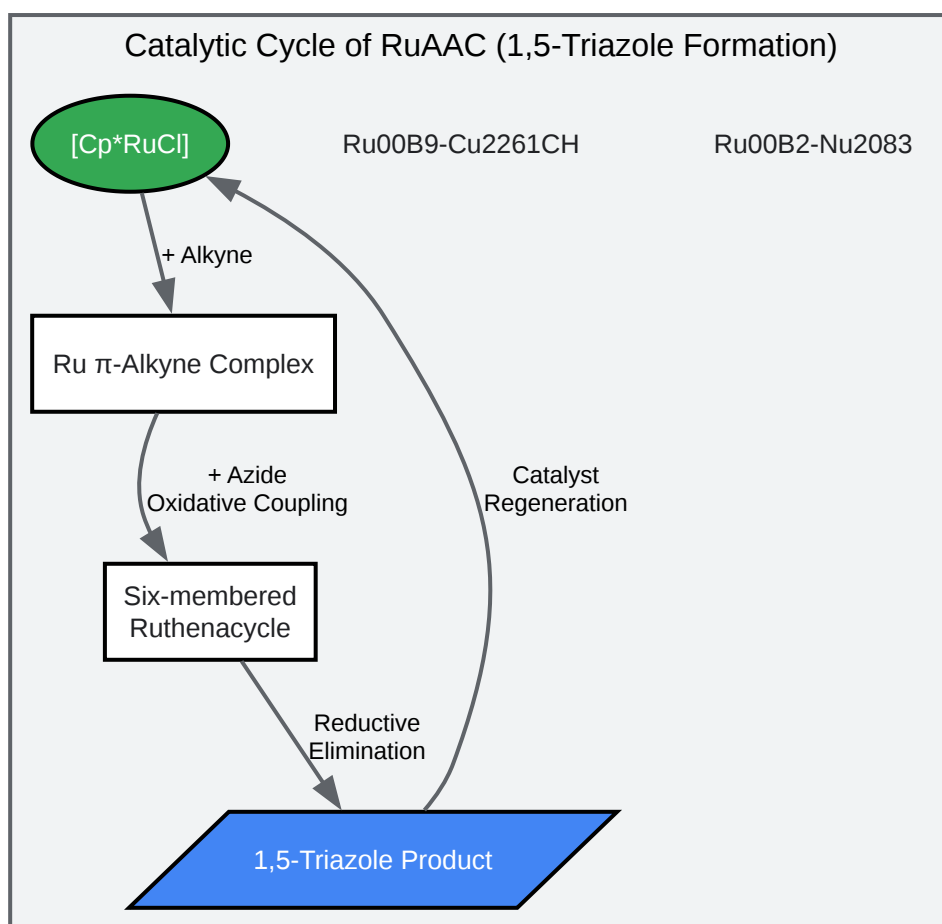 Catalytic Cycle of RuAAC (1,5-Triazole Formation)
[Cp*RuCl]
Ru00B9-Cu2261CH
Ru00B2-Nu2083
+ Alkyne
Ru π-Alkyne Complex
+ Azide
Oxidative Coupling
Catalyst
Regeneration
Six-membered
Ruthenacycle
Reductive
Elimination
1,5-Triazole Product